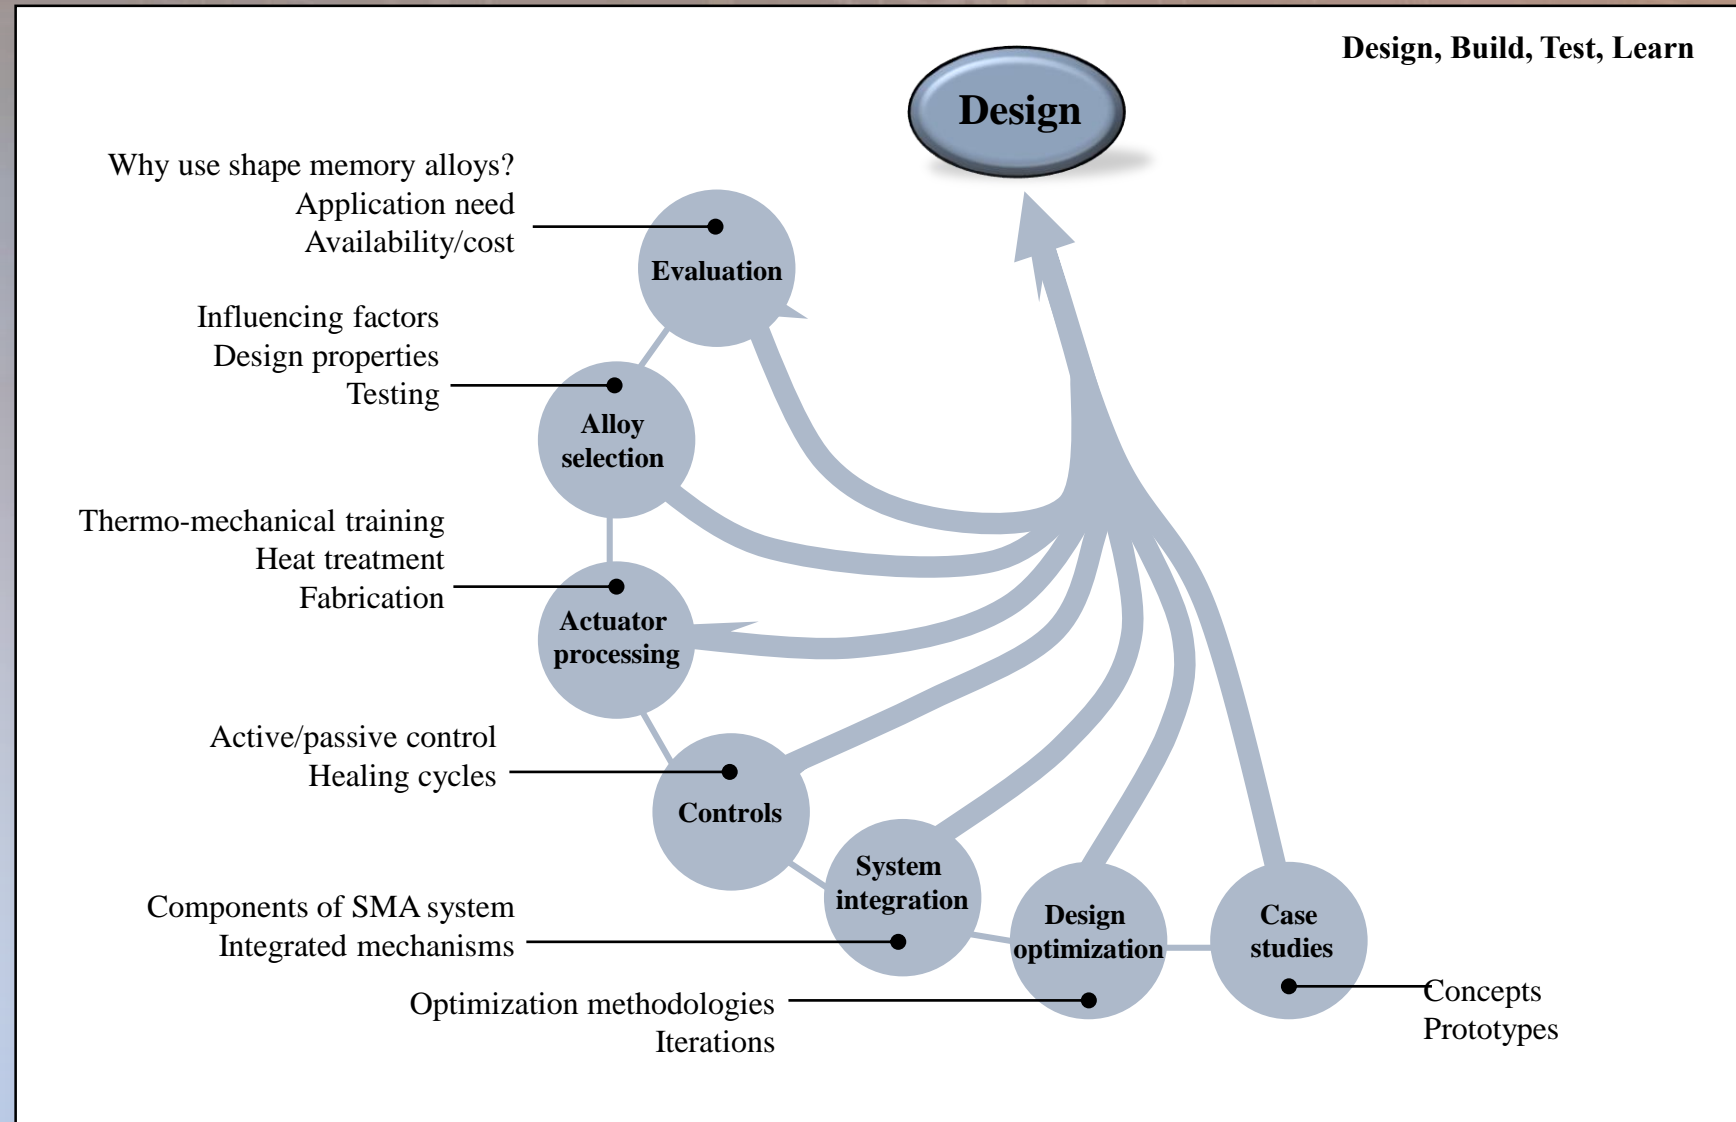 Design, Build, Test, Learn
Design
Why use shape memory alloys?
Application need
Availability/cost
Evaluation
Influencing factors
Design properties
Testing
Alloy
selection
Thermo-mechanical training
Heat treatment
Fabrication
Actuator
processing
Active/passive control
Healing cycles
Controls
Components of SMA system
Integrated mechanisms
System
integration
Optimization methodologies
Iterations
Design
optimization
Case
studies
Concepts
Prototypes